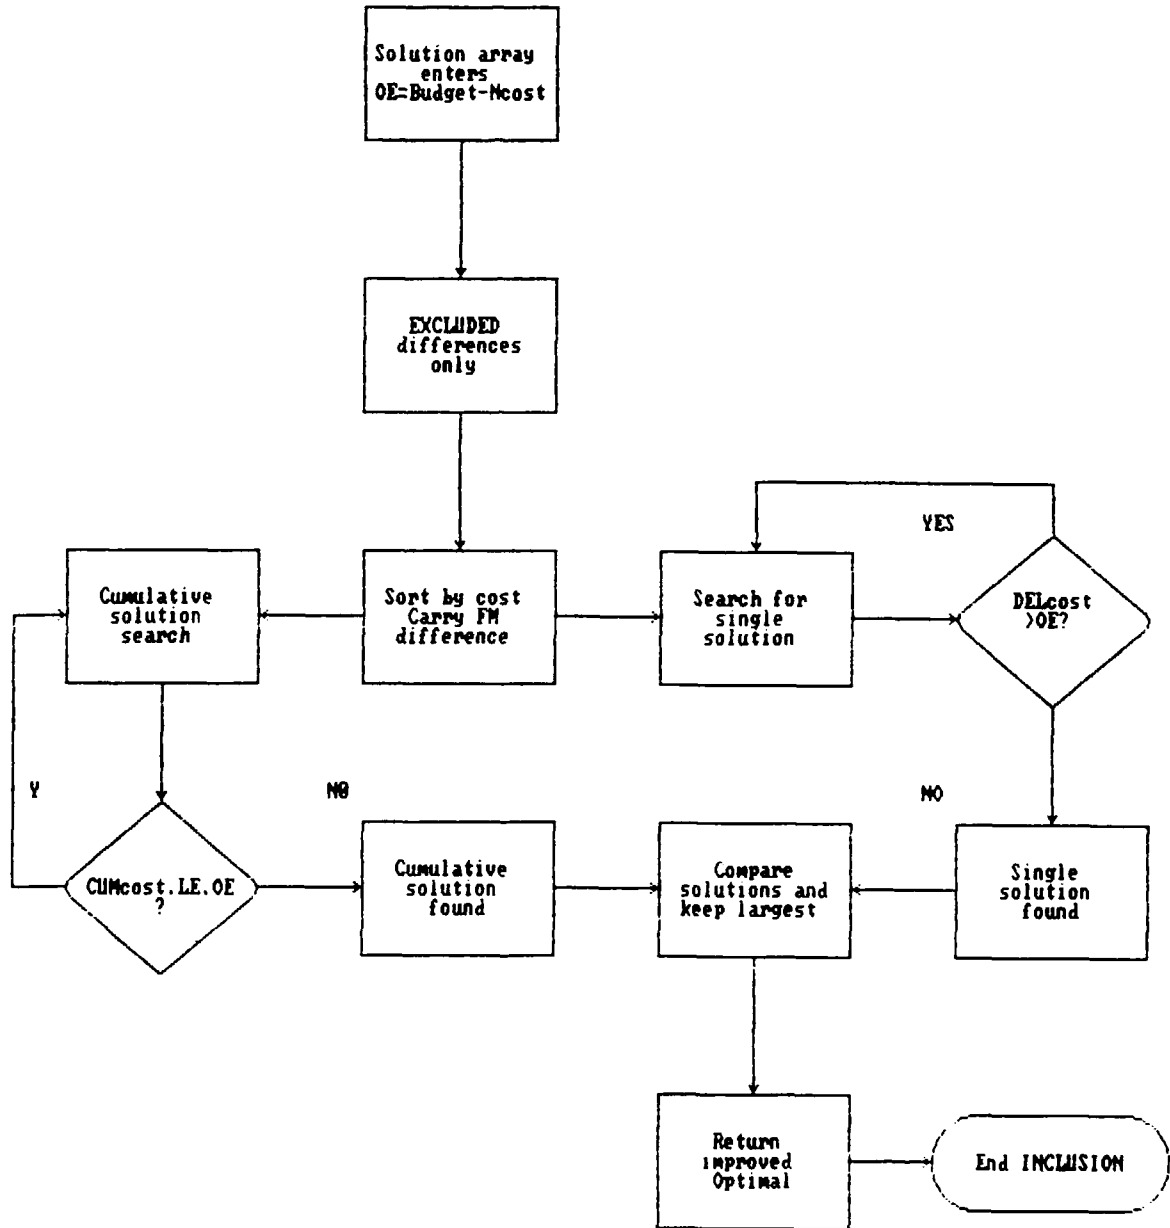 Solution array
enters
OE=Budget-Ncost
EXCLUDED
differences
only
YES
Cumulative
solution
search
Sort by cost
Carry FM
difference
Search for
single
solution
DELcost
>OE?
Y
NO
NO
CUMcost.LE.OE
?
Cumulative
solution
found
Compare
solutions and
keep largest
Single
solution
found
Return
improved
Optimal
End INCLUSION